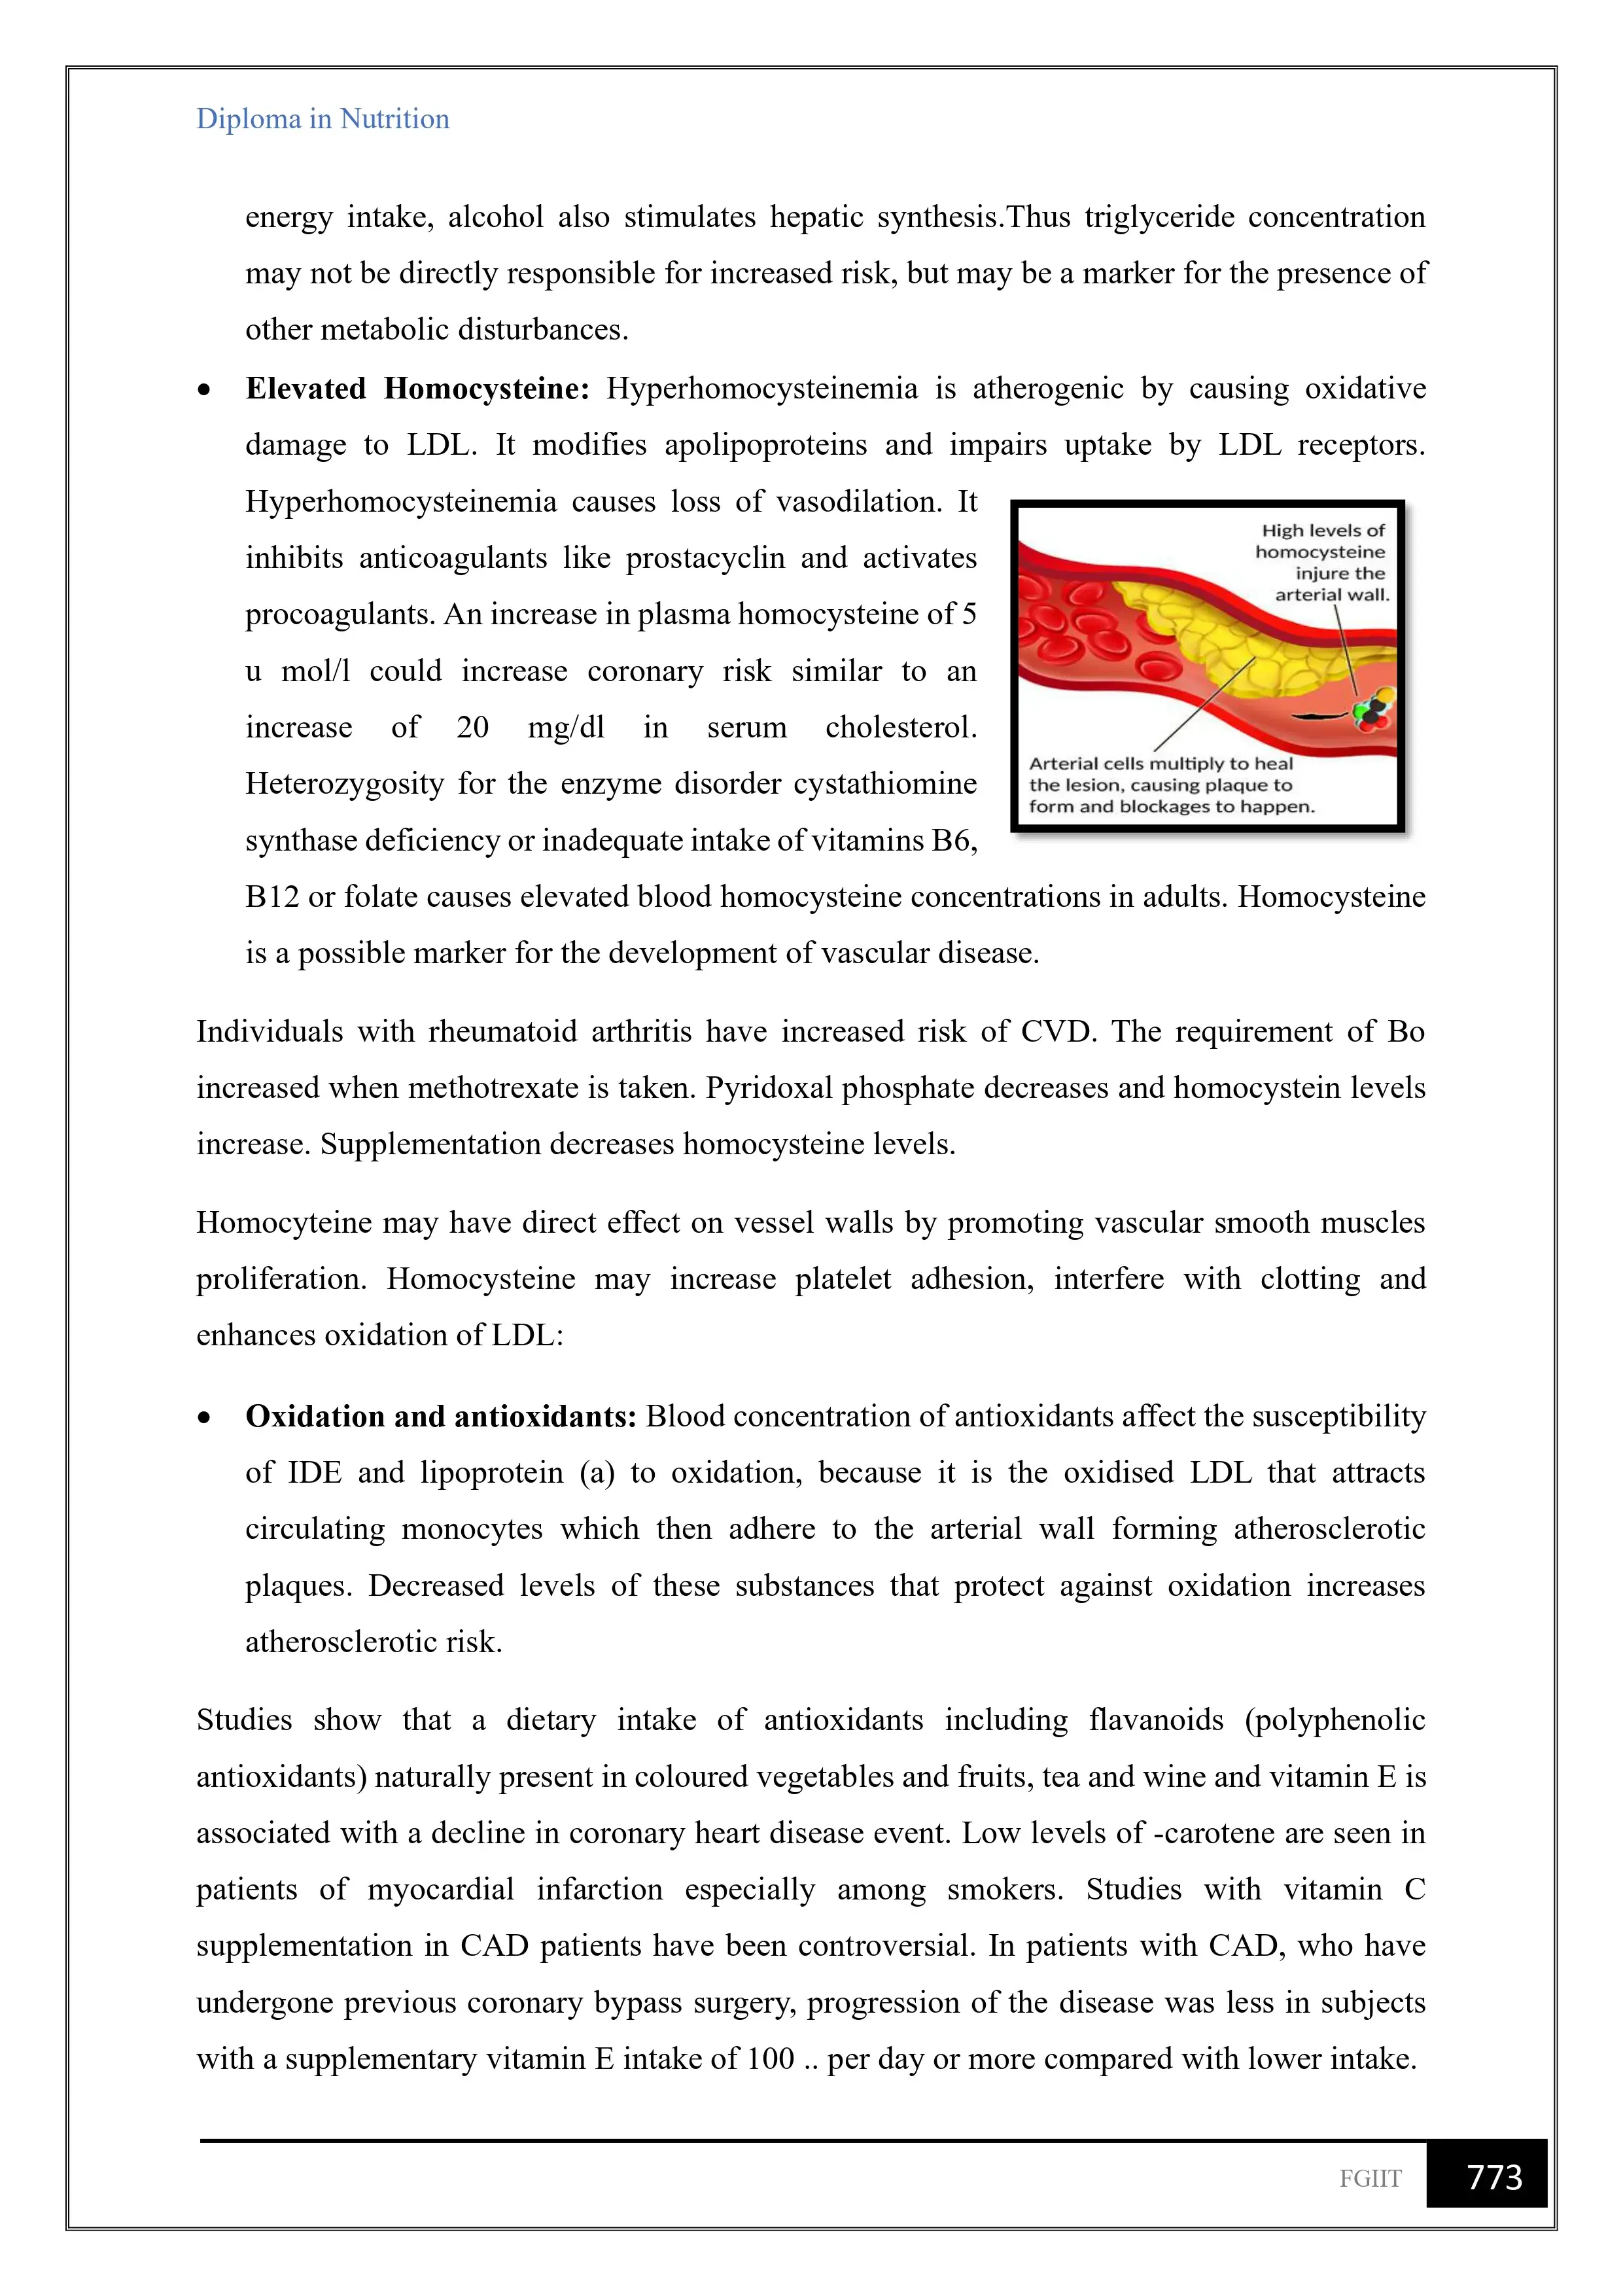 Diploma in Nutrition
energy intake, alcohol also stimulates hepatic synthesis.Thus triglyceride concentration
may not be directly responsible for increased risk, but may be a marker for the presence of
other metabolic disturbances.
• Elevated Homocysteine: Hyperhomocysteinemia is atherogenic by causing oxidative
damage to LDL. It modifies apolipoproteins and impairs uptake by LDL receptors.
Hyperhomocysteinemia causes loss of vasodilation. It
inhibits anticoagulants like prostacyclin and activates
procoagulants. An increase in plasma homocysteine of 5
u mol/l could increase coronary risk similar to an
increase of 20 mg/dl in serum cholesterol.
Heterozygosity for the enzyme disorder cystathiomine
synthase deficiency or inadequate intake of vitamins B6,
High levels of
homocysteine
injure the
arterial wall.
Arterial cells multiply to heal
the lesion, causing plaque to
form and blockages to happen.
B12 or folate causes elevated blood homocysteine concentrations in adults. Homocysteine
is a possible marker for the development of vascular disease.
Individuals with rheumatoid arthritis have increased risk of CVD. The requirement of Bo
increased when methotrexate is taken. Pyridoxal phosphate decreases and homocystein levels
increase. Supplementation decreases homocysteine levels.
Homocyteine may have direct effect on vessel walls by promoting vascular smooth muscles
proliferation. Homocysteine may increase platelet adhesion, interfere with clotting and
enhances oxidation of LDL:
• Oxidation and antioxidants: Blood concentration of antioxidants affect the susceptibility
of IDE and lipoprotein (a) to oxidation, because it is the oxidised LDL that attracts
circulating monocytes which then adhere to the arterial wall forming atherosclerotic
plaques. Decreased levels of these substances that protect against oxidation increases
atherosclerotic risk.
Studies show that a dietary intake of antioxidants including flavanoids (polyphenolic
antioxidants) naturally present in coloured vegetables and fruits, tea and wine and vitamin E is
associated with a decline in coronary heart disease event. Low levels of -carotene are seen in
patients of myocardial infarction especially among smokers. Studies with vitamin C
supplementation in CAD patients have been controversial. In patients with CAD, who have
undergone previous coronary bypass surgery, progression of the disease was less in subjects
with a supplementary vitamin E intake of 100 .. per day or more compared with lower intake.
FGIIT
773